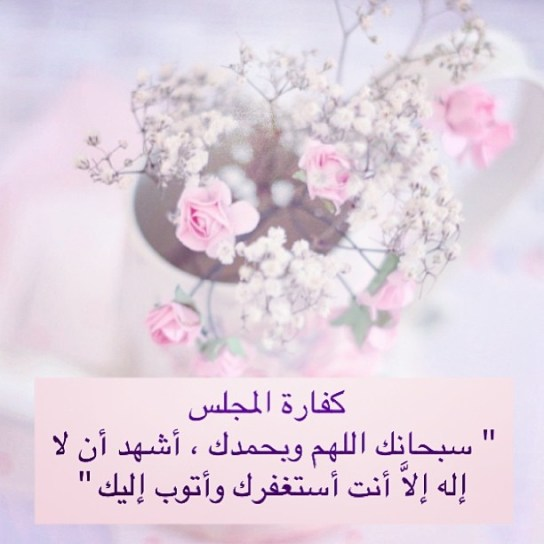 كفارة المجلس
" سبحانك اللهم وبحمدك ، أشهد أن لا
إله إلاَّ أنت أستغفرك وأتوب إليك "